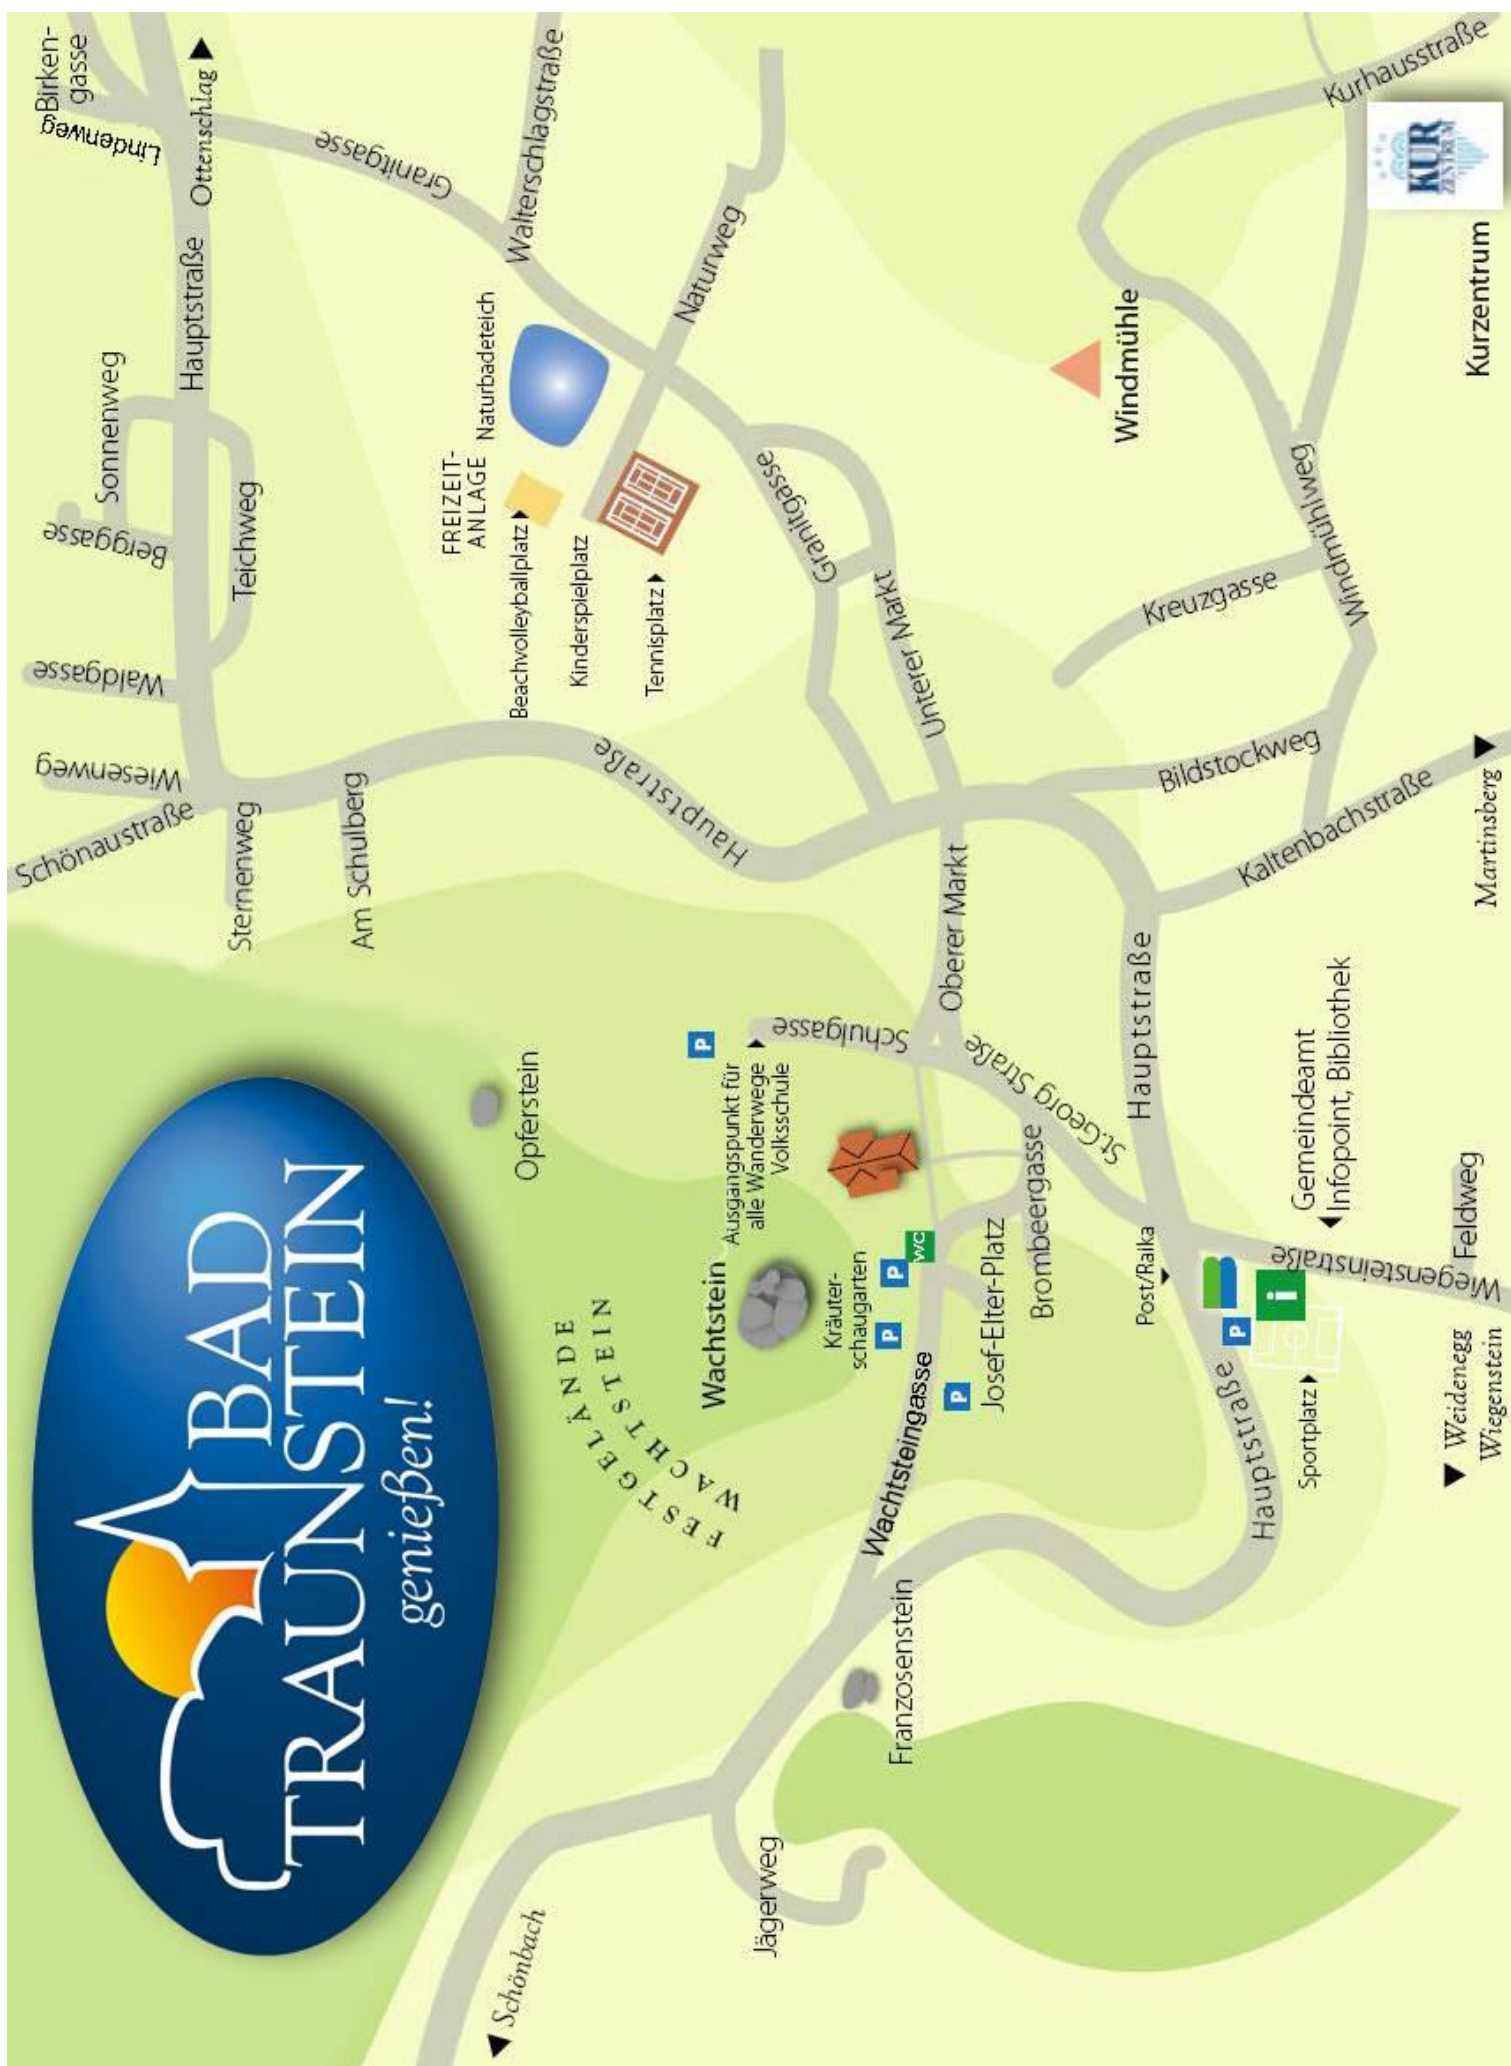 BAD
TRAUNSTEIN
genießen!
Schönbach
Jägerweg
Franzosenstein
FESTGELÄNDE
WACHTSTEIN
Wachtstein
Opferstein
Ausgangspunkt für
alle Wanderwege
Volksschule
P
Schulgasse
Kräuter-
schaugarten
P
P
WC
P
Wachtsteingasse
Josef-Elter-Platz
Brombeergasse
St.Georg Straße
Oberer Markt
Hauptstraße
Post/Raika
P
i
Hauptstraße
Sportplatz
Gemeindeamt
Infopoint, Bibliothek
Wiegensteinstraße
Feldweg
Weidenegg
Wiegenstein
Schönaustraße
Sternenweg
Am Schulberg
Wiesenweg
Waldgasse
Berggasse
Sonnenweg
Teichweg
Hauptstraße
Ottenschlag
Lindenweg
Birken-
gasse
Granitgasse
Walterschlagstraße
Naturweg
FREIZEIT-
ANLAGE
Naturbadeteich
Beachvolleyballplatz
Kinderspielplatz
Tennisplatz
Hauptstraße
Granitgasse
Unterer Markt
Windmühle
Kreuzgasse
Windmühlweg
Bildstockweg
Kaltenbachstraße
Martinsberg
Kurhausstraße
KUR
ZENTRUM
Kurzentrum